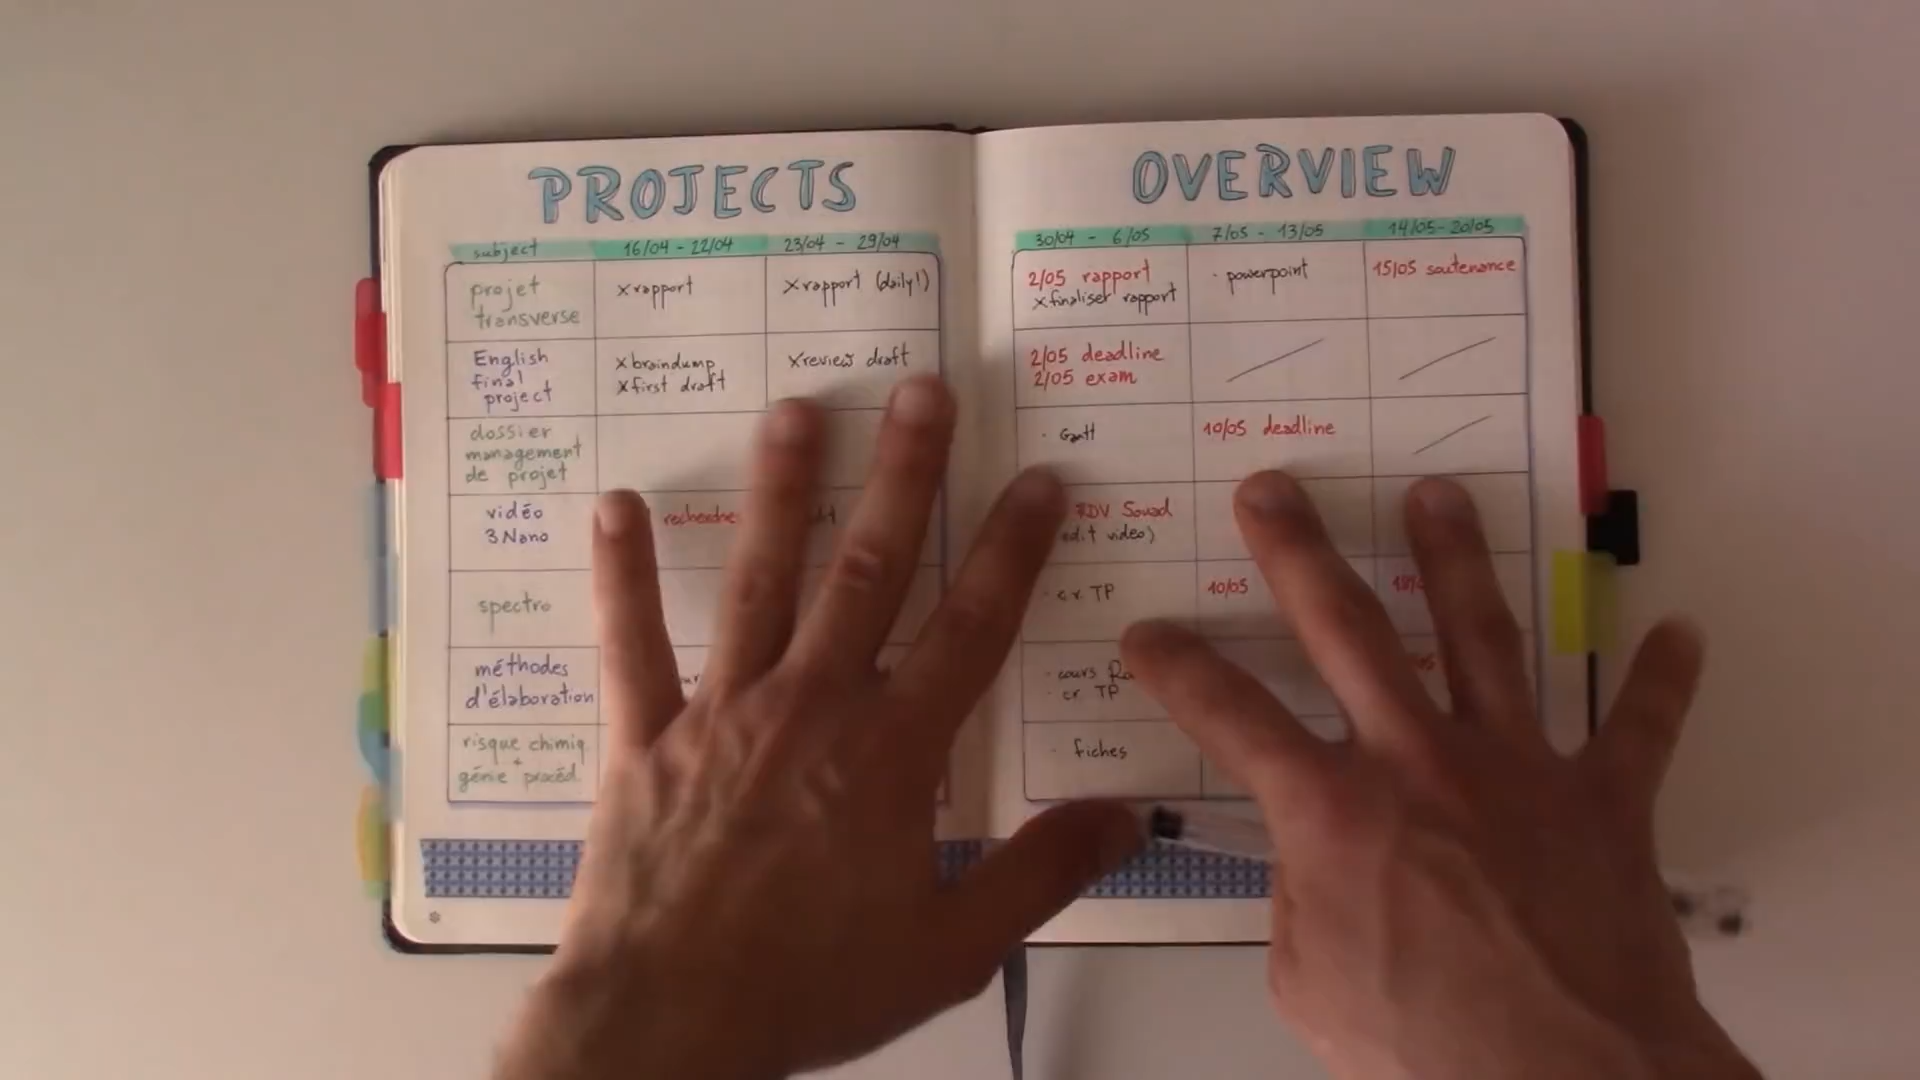 PROJECTS
OVERVIEW
subject
16/04 - 22/04
23/04 - 29/04
30/04 - 6/05
7/05 - 13/05
14/05 - 20/05
projet
transverse
x rapport
x rapport (daily!)
2/05 rapport
x finaliser rapport
· powerpoint
15/05 soutenance
English
final
project
x braindump
x first draft
x review draft
2/05 deadline
2/05 exam
dossier
management
de projet
· Gantt
10/05 deadline
vidéo
3Nano
RDV Souad
edit video)
spectro
· cr. TP
10/05
méthodes
d'élaboration
· cours
· cr. TP
risque chimiq.
+
génie procéd.
· fiches